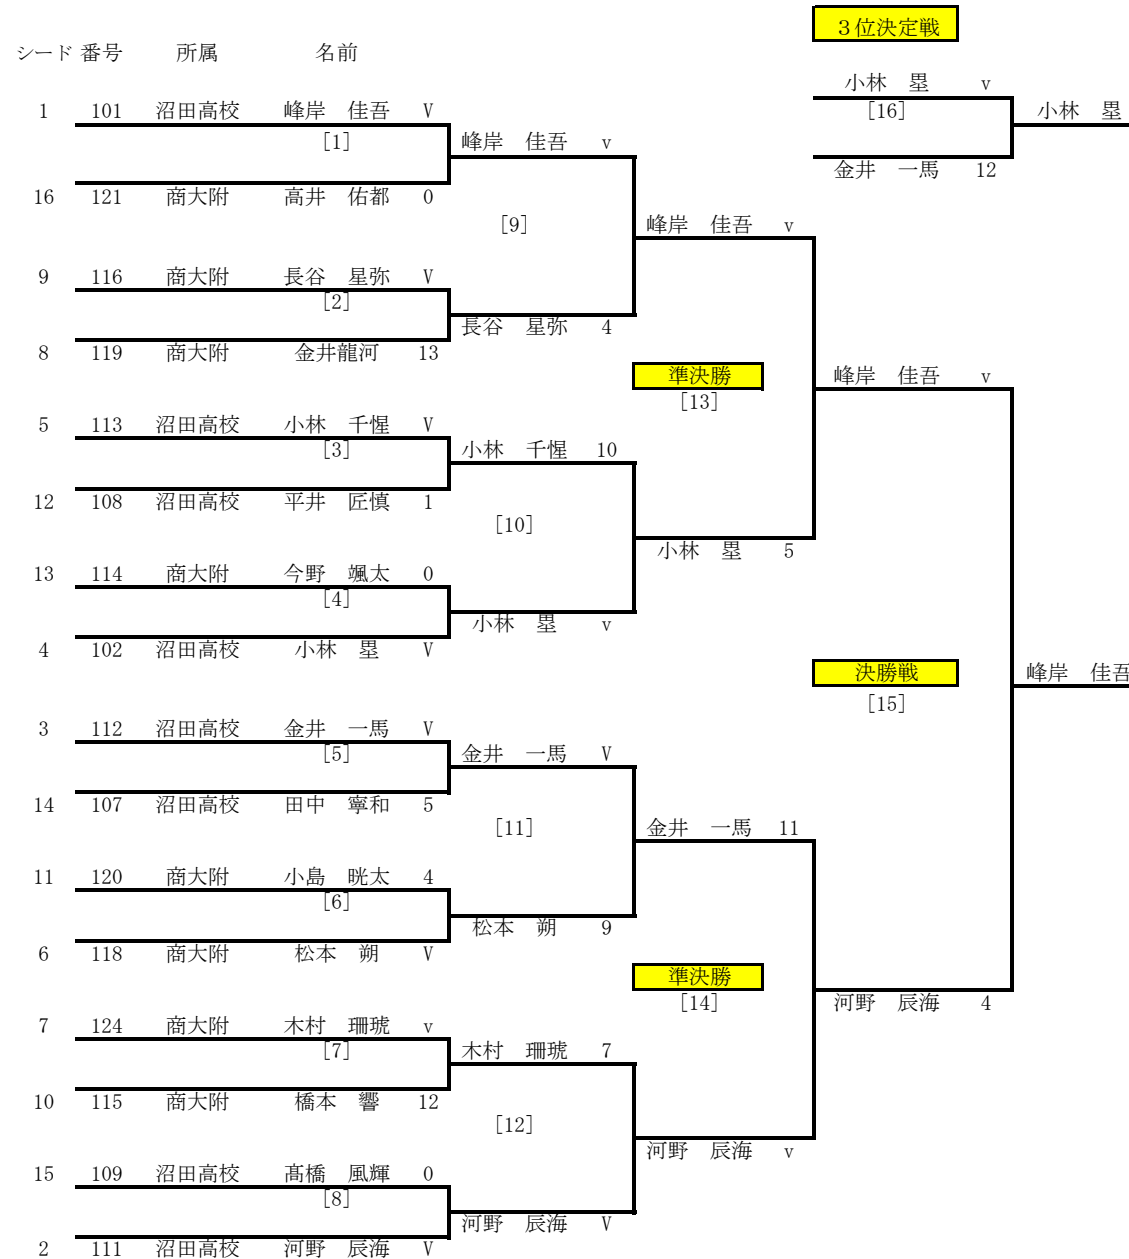 ３位決定戦
シード 番号 所属 名前
小林 塁 v
[16]
小林 塁
金井 一馬 12
1 101 沼田高校 峰岸 佳吾 V
[1]
峰岸 佳吾 v
16 121 商大附 高井 佑都 0
[9]
峰岸 佳吾 v
9 116 商大附 長谷 星弥 V
[2]
長谷 星弥 4
8 119 商大附 金井龍河 13
準決勝
[13]
峰岸 佳吾 v
5 113 沼田高校 小林 千惺 V
[3]
小林 千惺 10
12 108 沼田高校 平井 匠慎 1
[10]
小林 塁 5
13 114 商大附 今野 颯太 0
[4]
小林 塁 v
4 102 沼田高校 小林 塁 V
決勝戦
[15]
峰岸 佳吾
3 112 沼田高校 金井 一馬 V
[5]
金井 一馬 V
14 107 沼田高校 田中 寧和 5
[11]
金井 一馬 11
11 120 商大附 小島 晄太 4
[6]
松本 朔 9
6 118 商大附 松本 朔 V
準決勝
[14]
河野 辰海 4
7 124 商大附 木村 珊琥 v
[7]
木村 珊琥 7
10 115 商大附 橋本 響 12
[12]
河野 辰海 v
15 109 沼田高校 髙橋 風輝 0
[8]
河野 辰海 V
2 111 沼田高校 河野 辰海 V